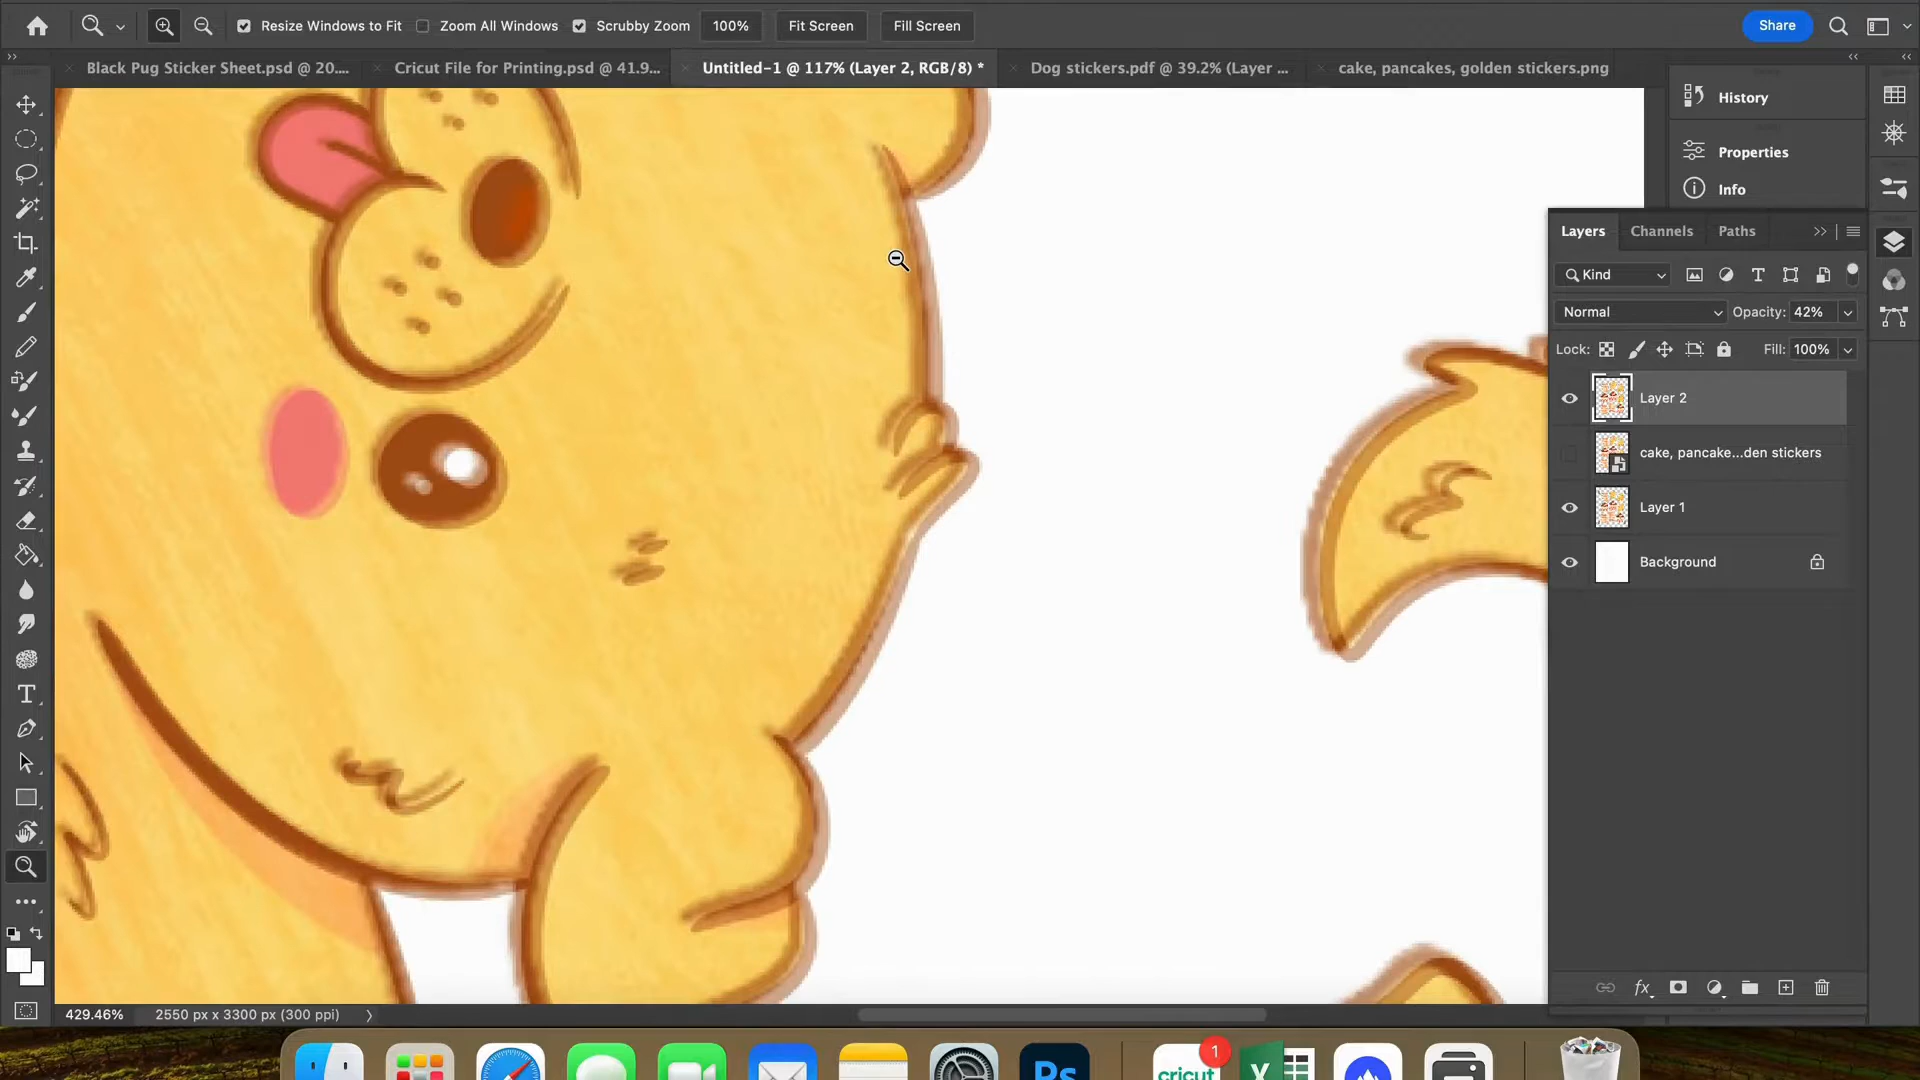 Resize Windows to Fit Zoom All Windows Scrubby Zoom 100% Fit Screen Fill Screen Share
Black Pug Sticker Sheet.psd @ 20.... Cricut File for Printing.psd @ 41.9... Untitled-1 @ 117% (Layer 2, RGB/8) * Dog stickers.pdf @ 39.2% (Layer ... cake, pancakes, golden stickers.png
History
Properties
Info
Layers Channels Paths
Kind
Normal Opacity: 42%
Lock: Fill: 100%
Layer 2
cake, pancake...den stickers
Layer 1
Background
fx
429.46% 2550 px x 3300 px (300 ppi)
1
cricut
Ps
X